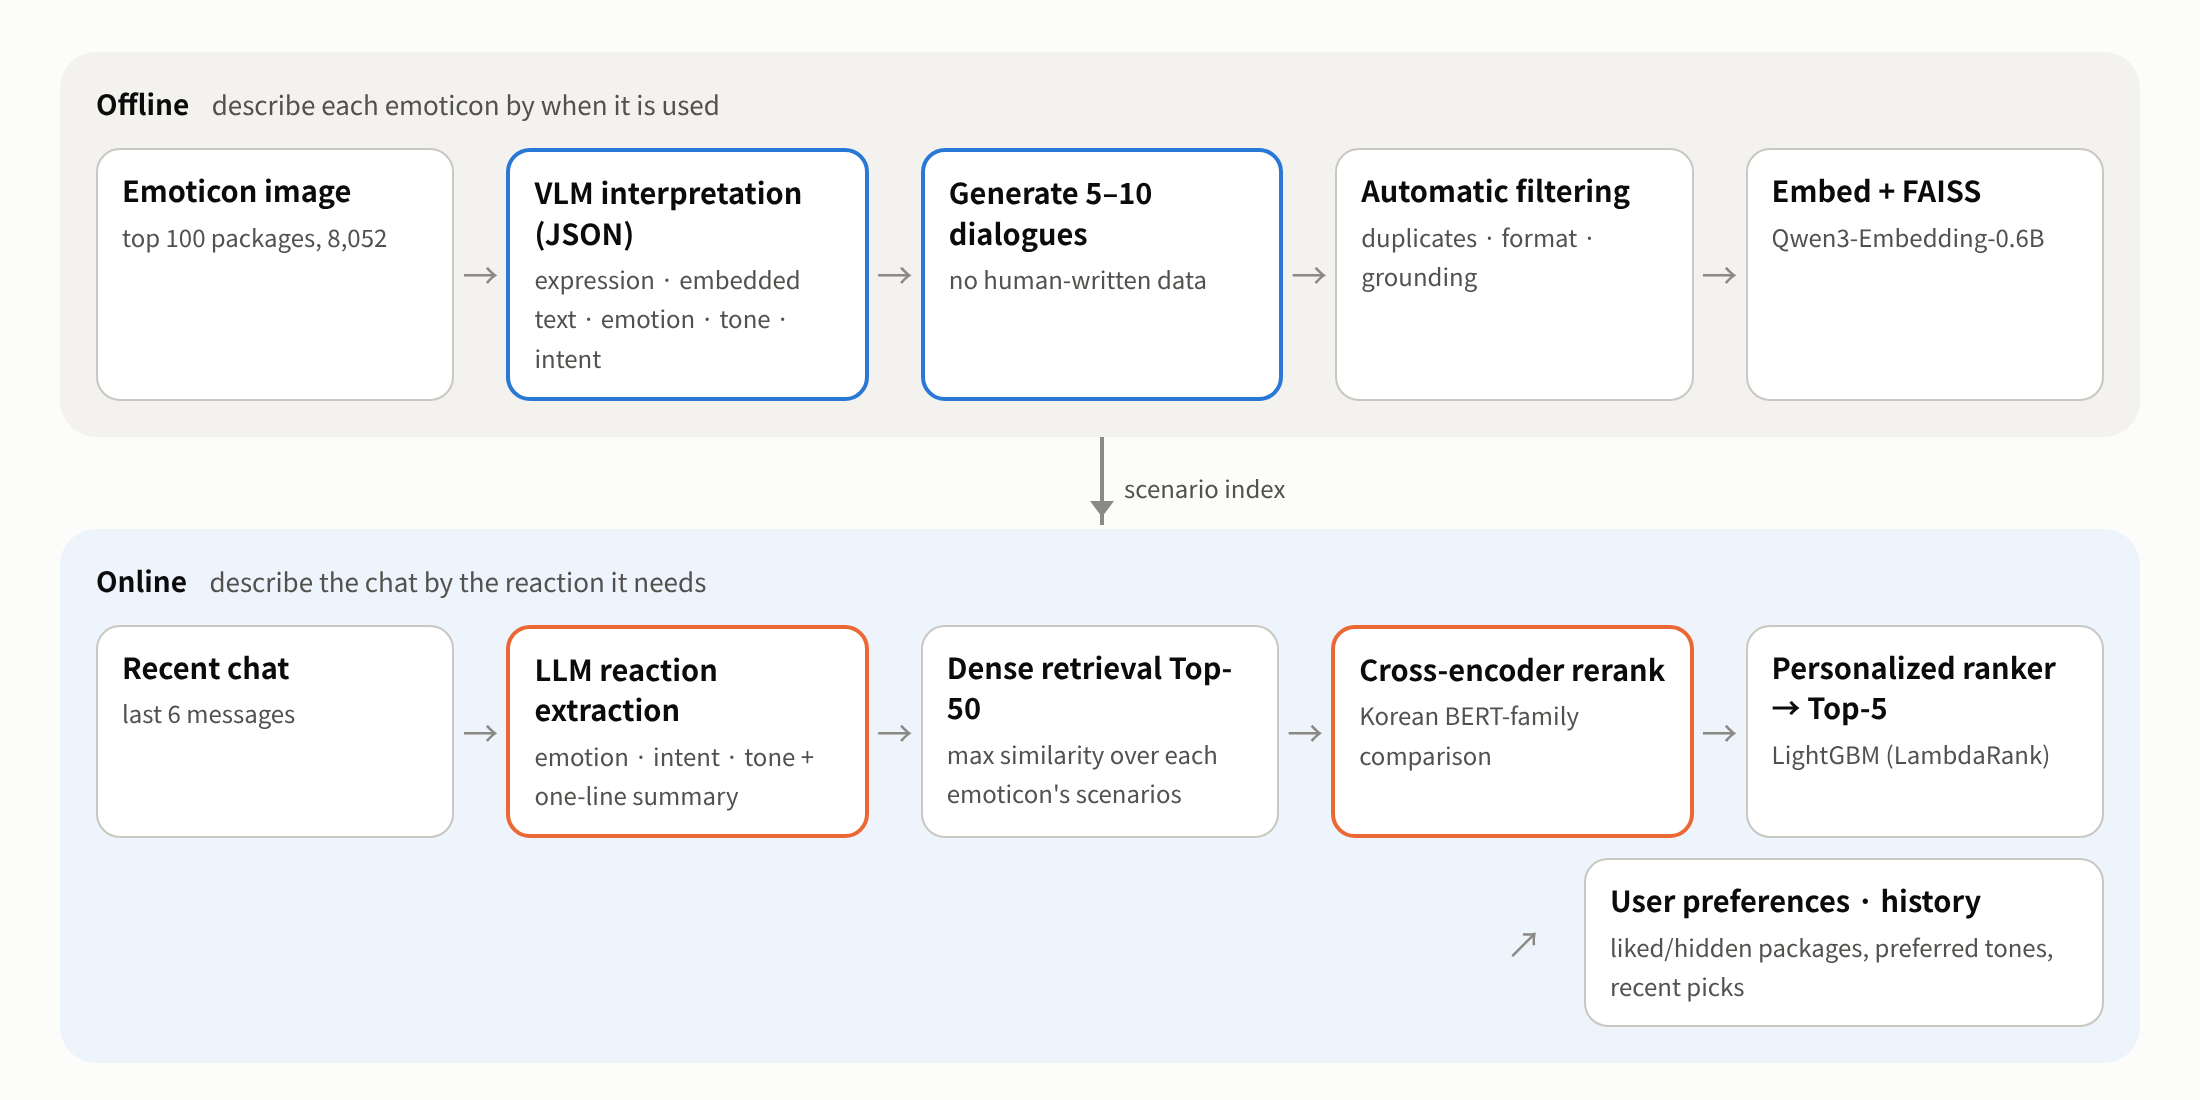 Offline describe each emoticon by when it is used
Emoticon image
top 100 packages, 8,052
→
VLM interpretation
(JSON)
expression · embedded
text · emotion · tone ·
intent
→
Generate 5–10
dialogues
no human-written data
→
Automatic filtering
duplicates · format ·
grounding
→
Embed + FAISS
Qwen3-Embedding-0.6B
scenario index
Online describe the chat by the reaction it needs
Recent chat
last 6 messages
→
LLM reaction
extraction
emotion · intent · tone +
one-line summary
→
Dense retrieval Top-
50
max similarity over each
emoticon's scenarios
→
Cross-encoder rerank
Korean BERT-family
comparison
→
Personalized ranker
→ Top-5
LightGBM (LambdaRank)
↗
User preferences · history
liked/hidden packages, preferred tones,
recent picks